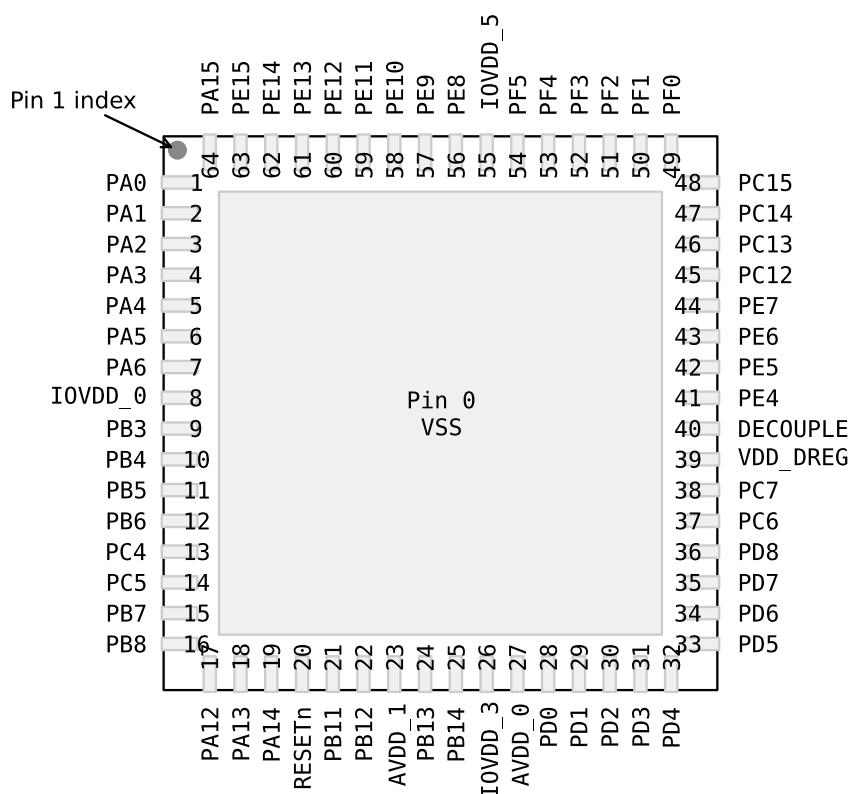 PA15 PE15 PE14 PE13 PE12 PE11 PE10 PE9 PE8 IOVDD_5 PF5 PF4 PF3 PF2 PF1 PF0
Pin 1 index
64 63 62 61 60 59 58 57 56 55 54 53 52 51 50 49
PA0 1 48 PC15
PA1 2 47 PC14
PA2 3 46 PC13
PA3 4 45 PC12
PA4 5 44 PE7
PA5 6 43 PE6
PA6 7 42 PE5
IOVDD_0 8 41 PE4
Pin 0
VSS
PB3 9 40 DECOUPLE
PB4 10 39 VDD_DREG
PB5 11 38 PC7
PB6 12 37 PC6
PC4 13 36 PD8
PC5 14 35 PD7
PB7 15 34 PD6
PB8 16 33 PD5
17 18 19 20 21 22 23 24 25 26 27 28 29 30 31 32
PA12 PA13 PA14 RESETn PB11 PB12 AVDD_1 PB13 PB14 IOVDD_3 AVDD_0 PD0 PD1 PD2 PD3 PD4